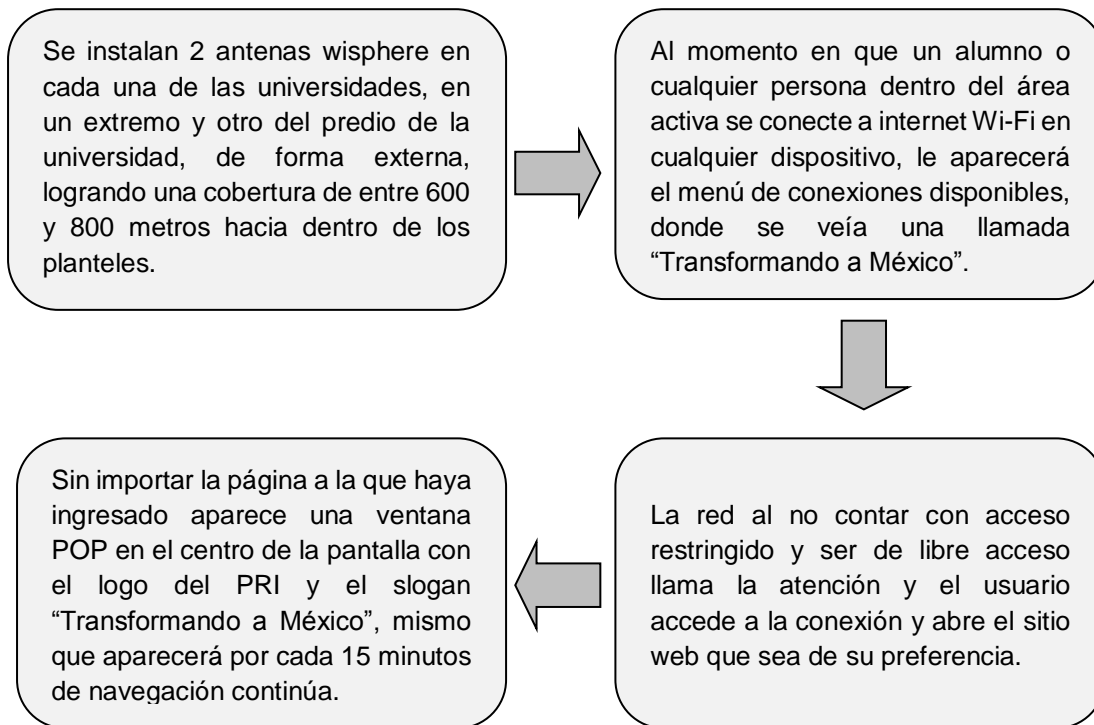 Se instalan 2 antenas wisphere en
cada una de las universidades, en
un extremo y otro del predio de la
universidad, de forma externa,
logrando una cobertura de entre 600
y 800 metros hacia dentro de los
planteles.
Al momento en que un alumno o
cualquier persona dentro del área
activa se conecte a internet Wi-Fi en
cualquier dispositivo, le aparecerá
el menú de conexiones disponibles,
donde se veía una llamada
“Transformando a México”.
La red al no contar con acceso
restringido y ser de libre acceso
llama la atención y el usuario
accede a la conexión y abre el sitio
web que sea de su preferencia.
Sin importar la página a la que haya
ingresado aparece una ventana
POP en el centro de la pantalla con
el logo del PRI y el slogan
“Transformando a México”, mismo
que aparecerá por cada 15 minutos
de navegación continúa.